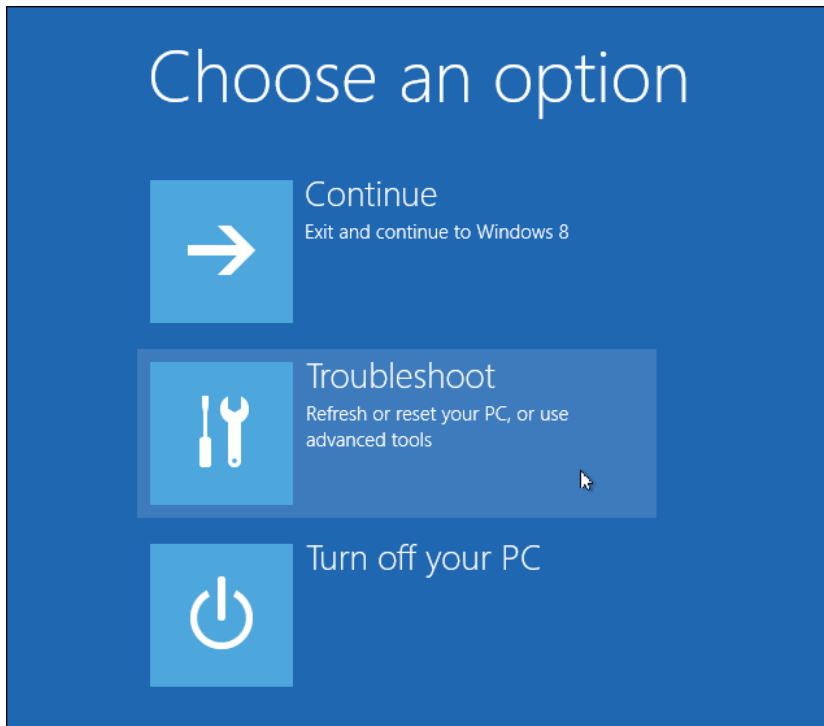 Choose an option
Continue
Exit and continue to Windows 8
Troubleshoot
Refresh or reset your PC, or use
advanced tools
Turn off your PC